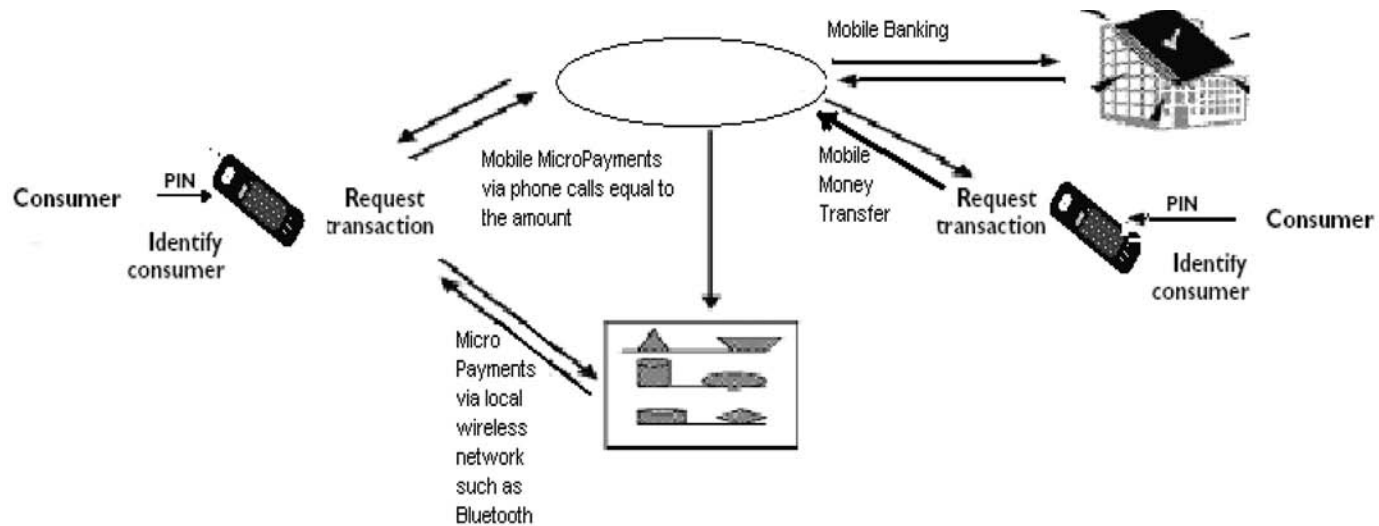 Mobile Banking
Mobile MicroPayments
via phone calls equal to
the amount
Mobile
Money
Transfer
Consumer
PIN
Identify
consumer
Request
transaction
Request
transaction
PIN
Consumer
Identify
consumer
Micro
Payments
via local
wireless
network
such as
Bluetooth